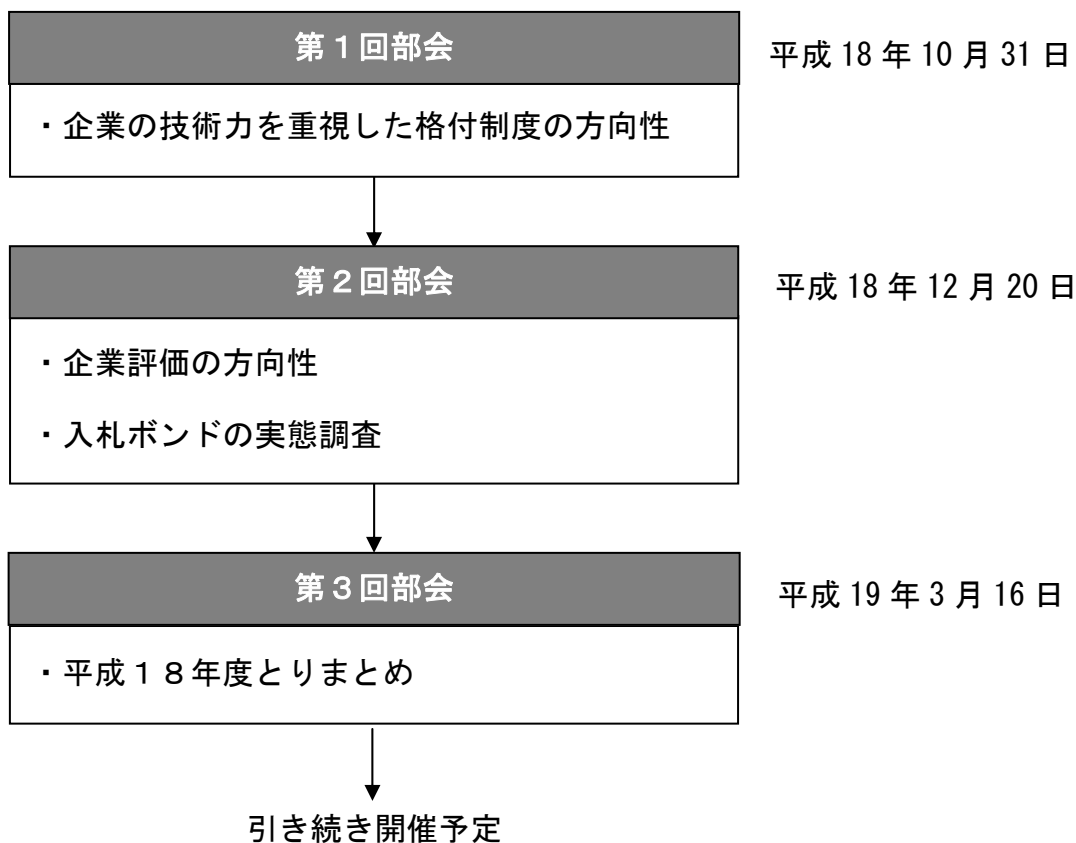 第１回部会
平成 18 年 10 月 31 日
・企業の技術力を重視した格付制度の方向性
第２回部会
平成 18 年 12 月 20 日
・企業評価の方向性
・入札ボンドの実態調査
第３回部会
平成 19 年 3 月 16 日
・平成１８年度とりまとめ
引き続き開催予定